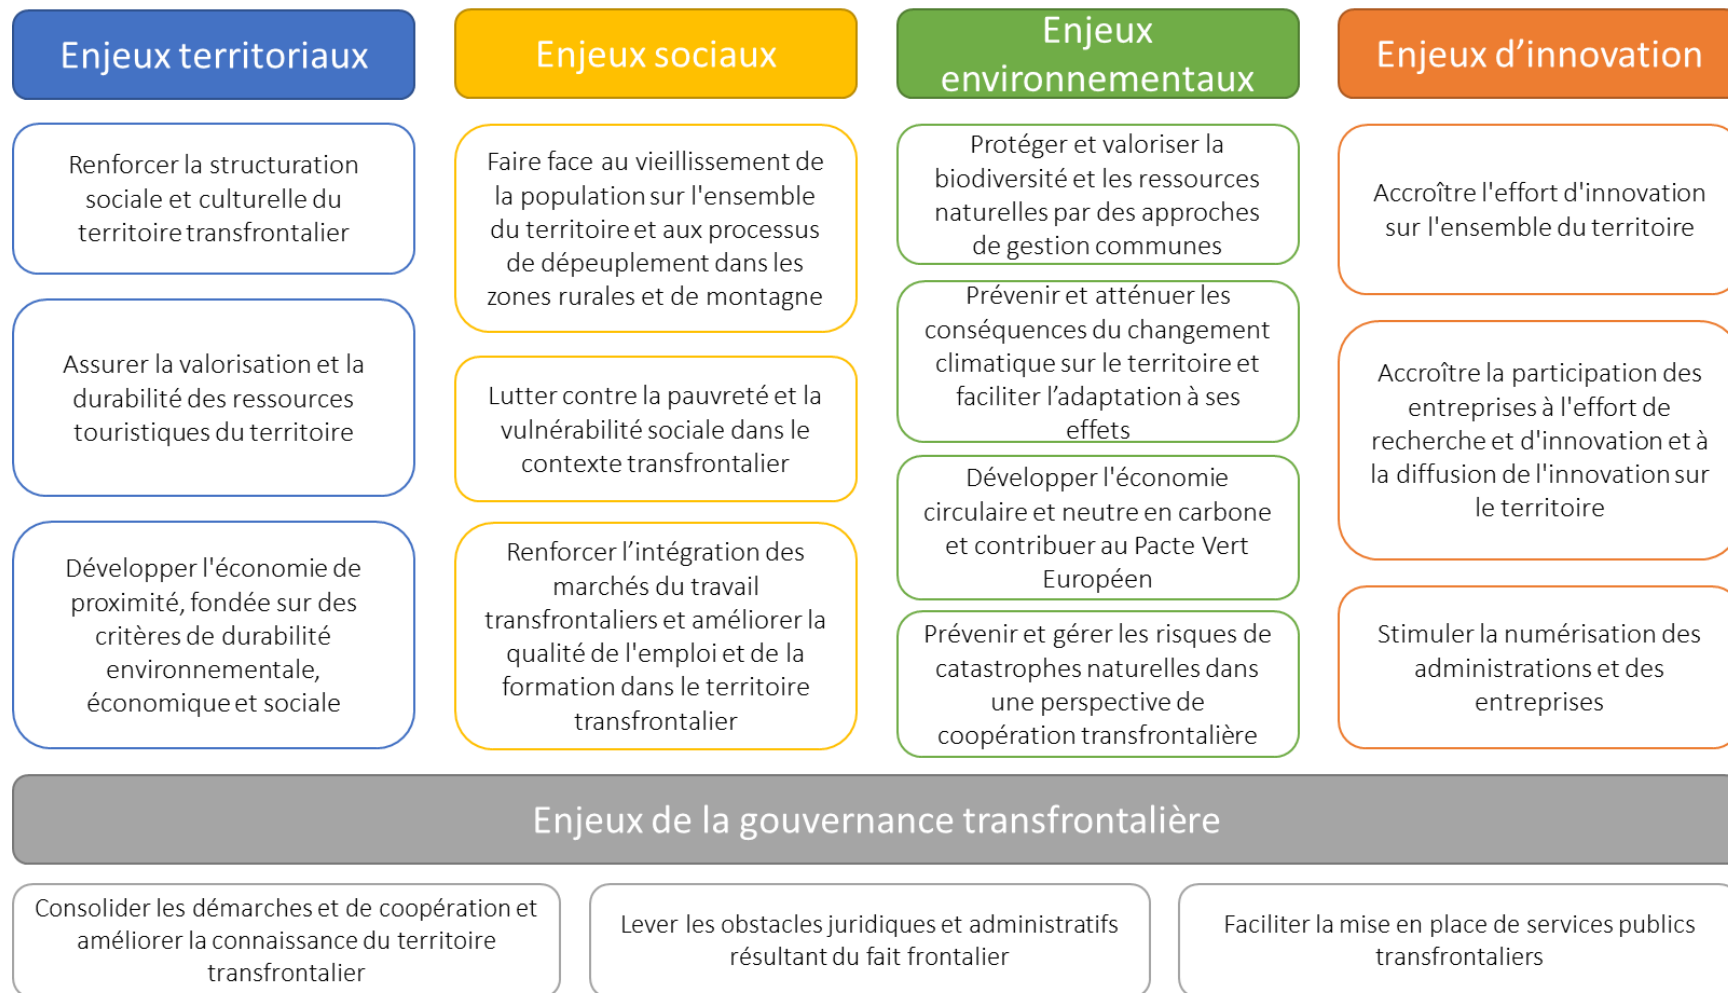 Enjeux territoriaux
Renforcer la structuration
sociale et culturelle du
territoire transfrontalier
Assurer la valorisation et la
durabilité des ressources
touristiques du territoire
Développer l'économie de
proximité, fondée sur des
critères de durabilité
environnementale,
économique et sociale
Enjeux sociaux
Faire face au vieillissement de
la population sur l'ensemble
du territoire et aux processus
de dépeuplement dans les
zones rurales et de montagne
Lutter contre la pauvreté et la
vulnérabilité sociale dans le
contexte transfrontalier
Renforcer l’intégration des
marchés du travail
transfrontaliers et améliorer la
qualité de l'emploi et de la
formation dans le territoire
transfrontalier
Enjeux
environnementaux
Protéger et valoriser la
biodiversité et les ressources
naturelles par des approches
de gestion communes
Prévenir et atténuer les
conséquences du changement
climatique sur le territoire et
faciliter l’adaptation à ses
effets
Développer l'économie
circulaire et neutre en carbone
et contribuer au Pacte Vert
Européen
Prévenir et gérer les risques de
catastrophes naturelles dans
une perspective de
coopération transfrontalière
Enjeux d’innovation
Accroître l'effort d'innovation
sur l'ensemble du territoire
Accroître la participation des
entreprises à l'effort de
recherche et d'innovation et à
la diffusion de l'innovation sur
le territoire
Stimuler la numérisation des
administrations et des
entreprises
Enjeux de la gouvernance transfrontalière
Consolider les démarches et de coopération et
améliorer la connaissance du territoire
transfrontalier
Lever les obstacles juridiques et administratifs
résultant du fait frontalier
Faciliter la mise en place de services publics
transfrontaliers